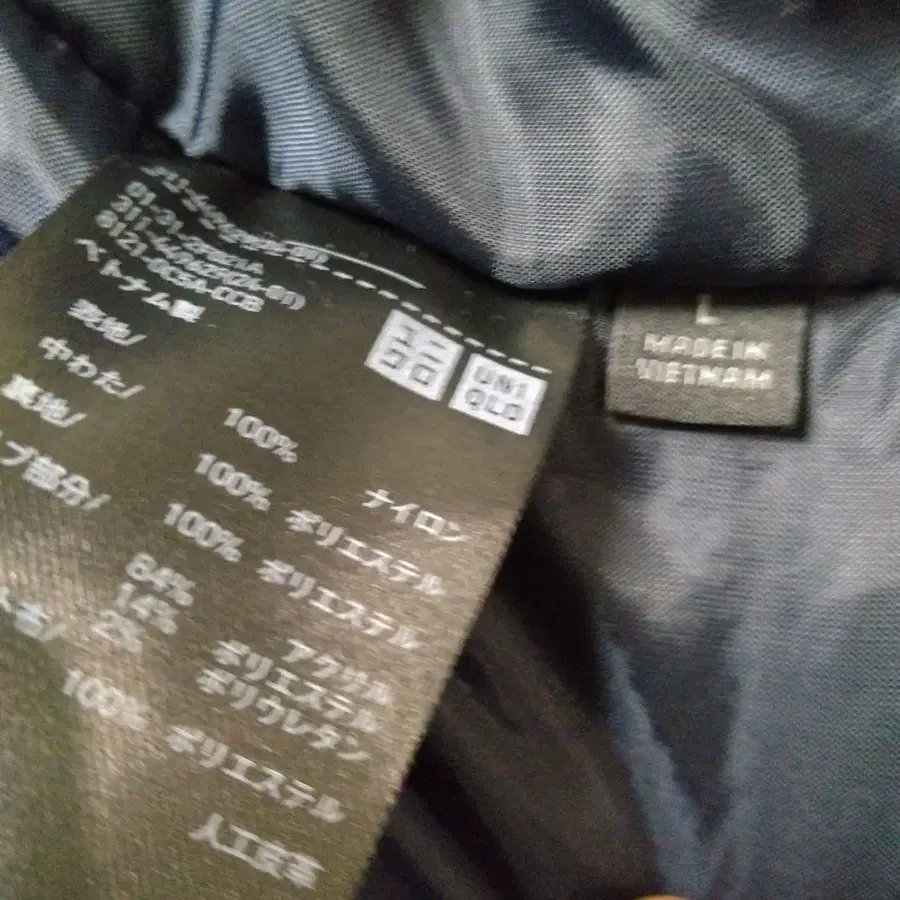 ベトナム製
表地/
100%
ナイロン
中わた/
100%
ポリエステル
裏地/
100%
ポリエステル
ブ部分/
84%
アクリル
14%
ポリエステル
2%
ポリウレタン
100%
ポリエステル
人工皮革
ユニ
クロ
UNI
QLO
L
MADE IN
VIETNAM